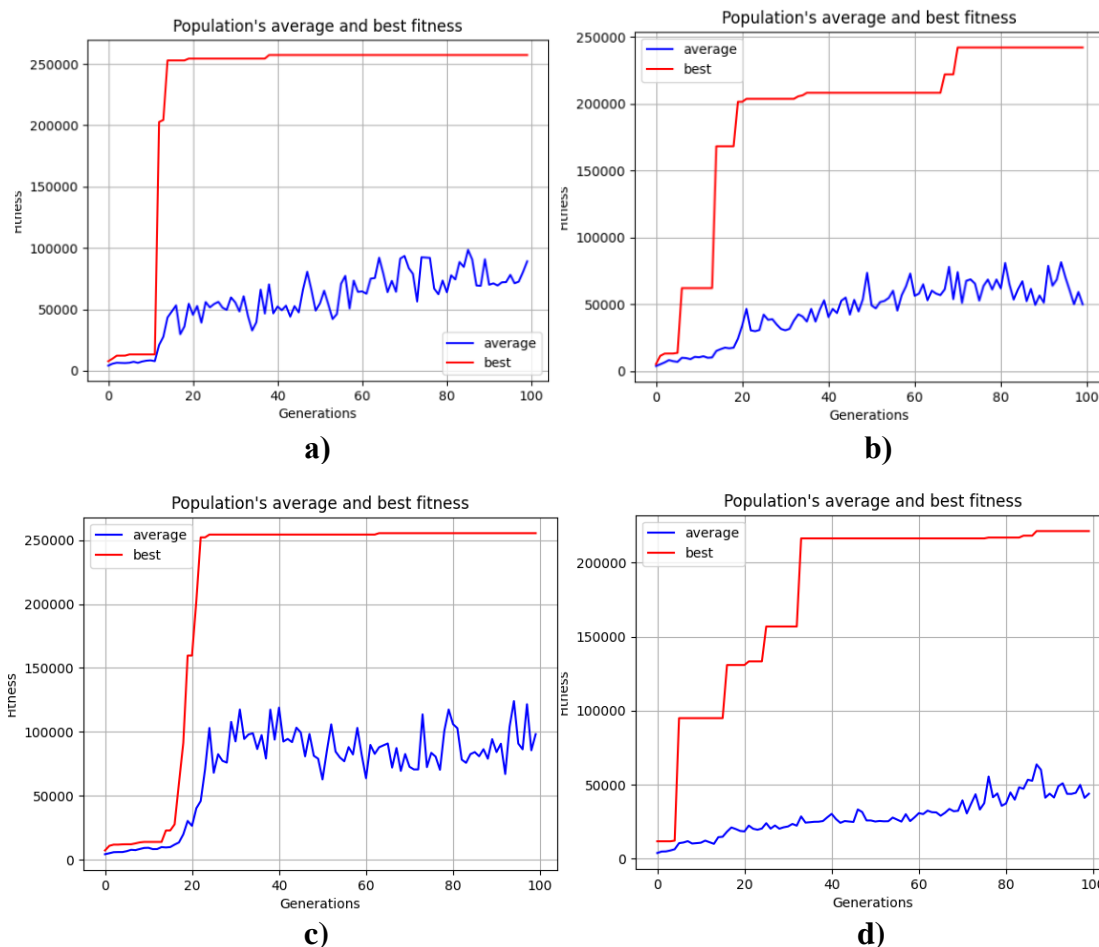 Population's average and best fitness
250000
200000
150000
100000
50000
0
Fitness
average
best
0 20 40 60 80 100
Generations
a)
Population's average and best fitness
250000
200000
150000
100000
50000
0
Fitness
average
best
0 20 40 60 80 100
Generations
b)
Population's average and best fitness
250000
200000
150000
100000
50000
0
Fitness
average
best
0 20 40 60 80 100
Generations
c)
Population's average and best fitness
200000
150000
100000
50000
0
Fitness
average
best
0 20 40 60 80 100
Generations
d)